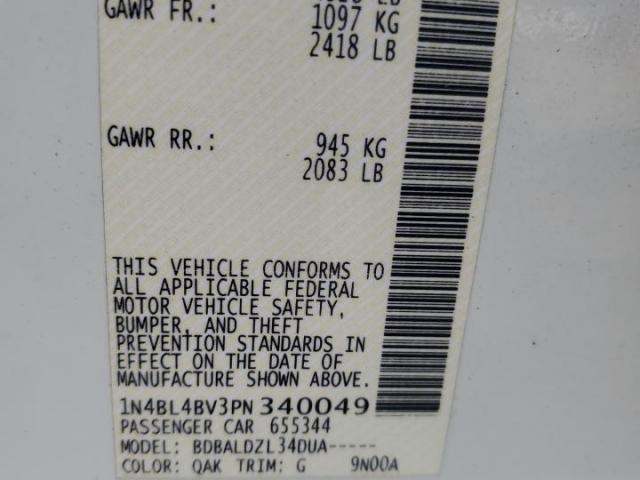 GAWR FR.: 1097 KG
2418 LB
GAWR RR.: 945 KG
2083 LB
THIS VEHICLE CONFORMS TO
ALL APPLICABLE FEDERAL
MOTOR VEHICLE SAFETY,
BUMPER, AND THEFT
PREVENTION STANDARDS IN
EFFECT ON THE DATE OF
MANUFACTURE SHOWN ABOVE.
1N4BL4BV3PN340049
PASSENGER CAR 655344
MODEL: BDBALDZL34DUA-----
COLOR: QAK TRIM: G 9N00A